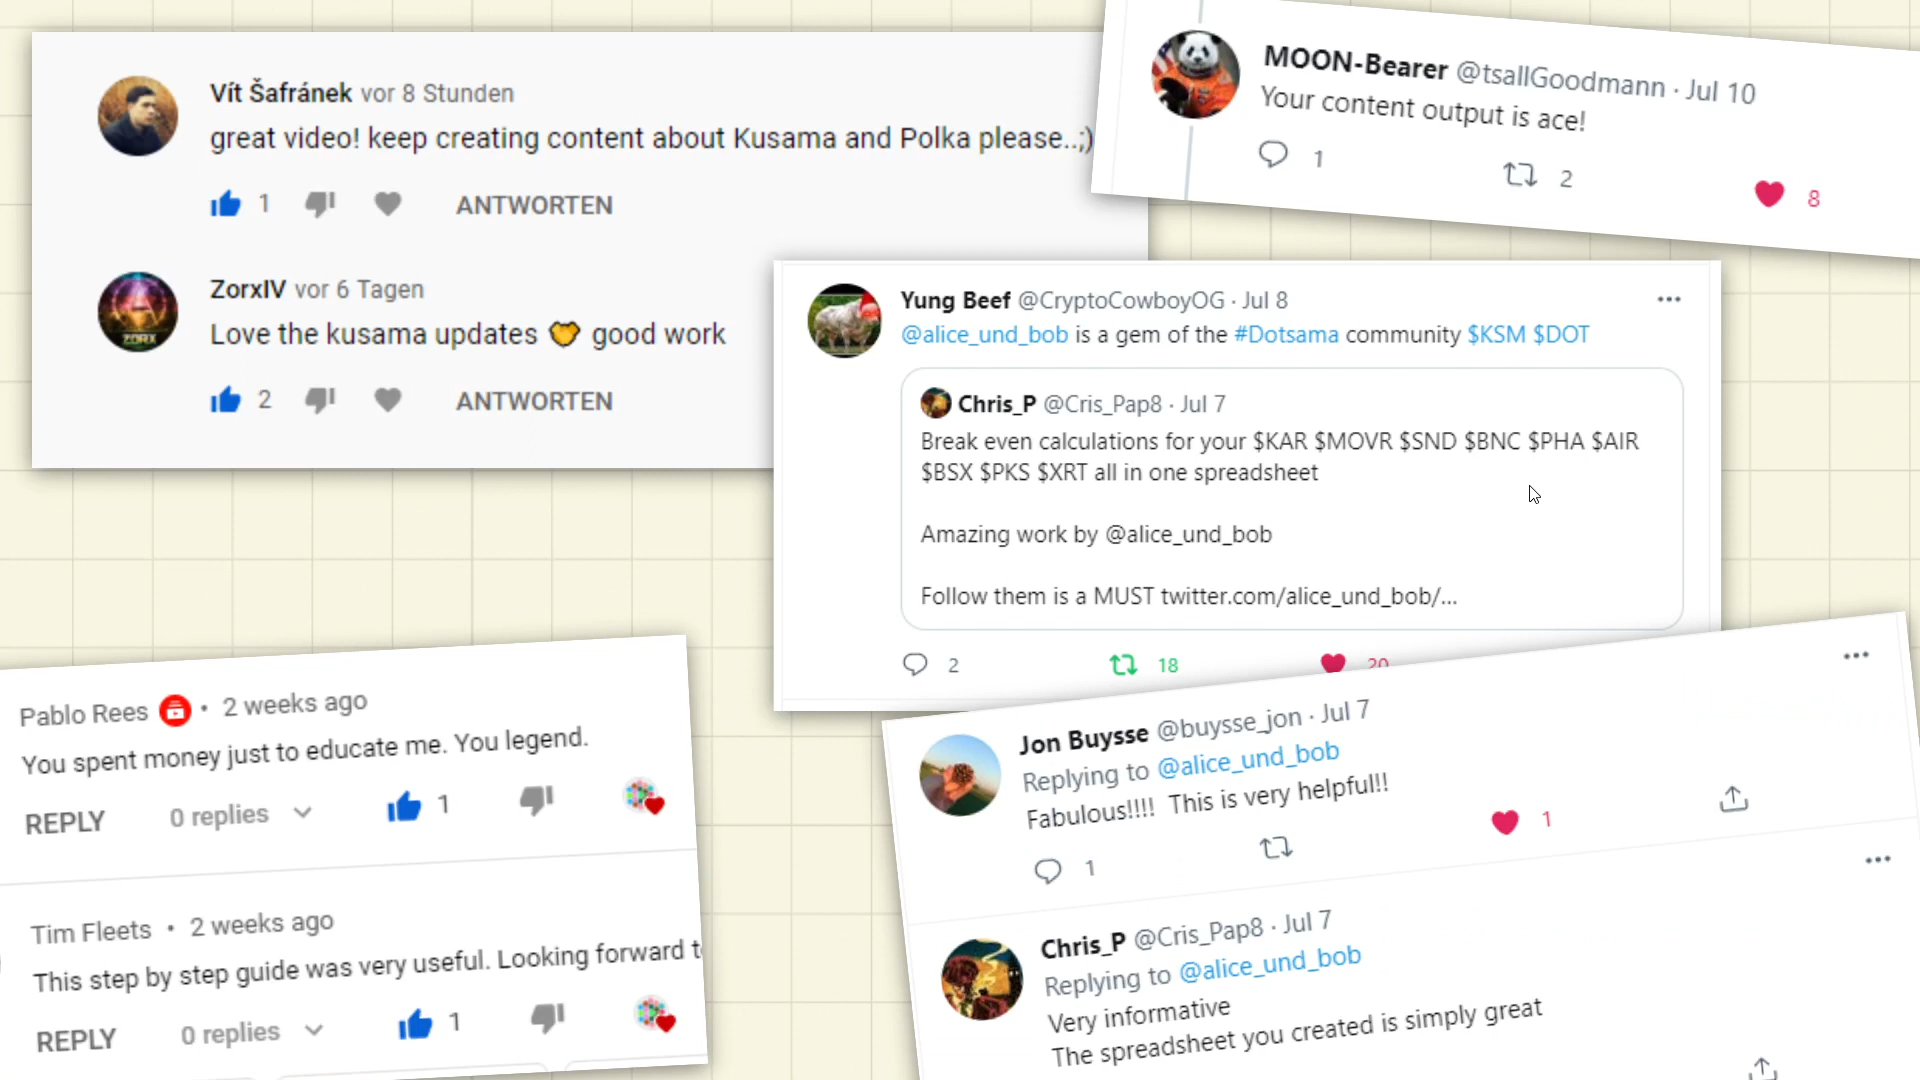 Vít Šafránek vor 8 Stunden
great video! keep creating content about Kusama and Polka please..;)
1 ANTWORTEN
ZorxIV vor 6 Tagen
Love the kusama updates good work
2 ANTWORTEN
ZORX
MOON-Bearer @tsallGoodmann · Jul 10
Your content output is ace!
1 2 8
Yung Beef @CryptoCowboyOG · Jul 8
@alice_und_bob is a gem of the #Dotsama community $KSM $DOT
Chris_P @Cris_Pap8 · Jul 7
Break even calculations for your $KAR $MOVR $SND $BNC $PHA $AIR
$BSX $PKS $XRT all in one spreadsheet
Amazing work by @alice_und_bob
Follow them is a MUST twitter.com/alice_und_bob/...
2 18 20
Pablo Rees • 2 weeks ago
You spent money just to educate me. You legend.
REPLY 0 replies 1
Tim Fleets • 2 weeks ago
This step by step guide was very useful. Looking forward t
REPLY 0 replies 1
Jon Buysse @buysse_jon · Jul 7
Replying to @alice_und_bob
Fabulous!!!! This is very helpful!!
1 1
Chris_P @Cris_Pap8 · Jul 7
Replying to @alice_und_bob
Very informative
The spreadsheet you created is simply great